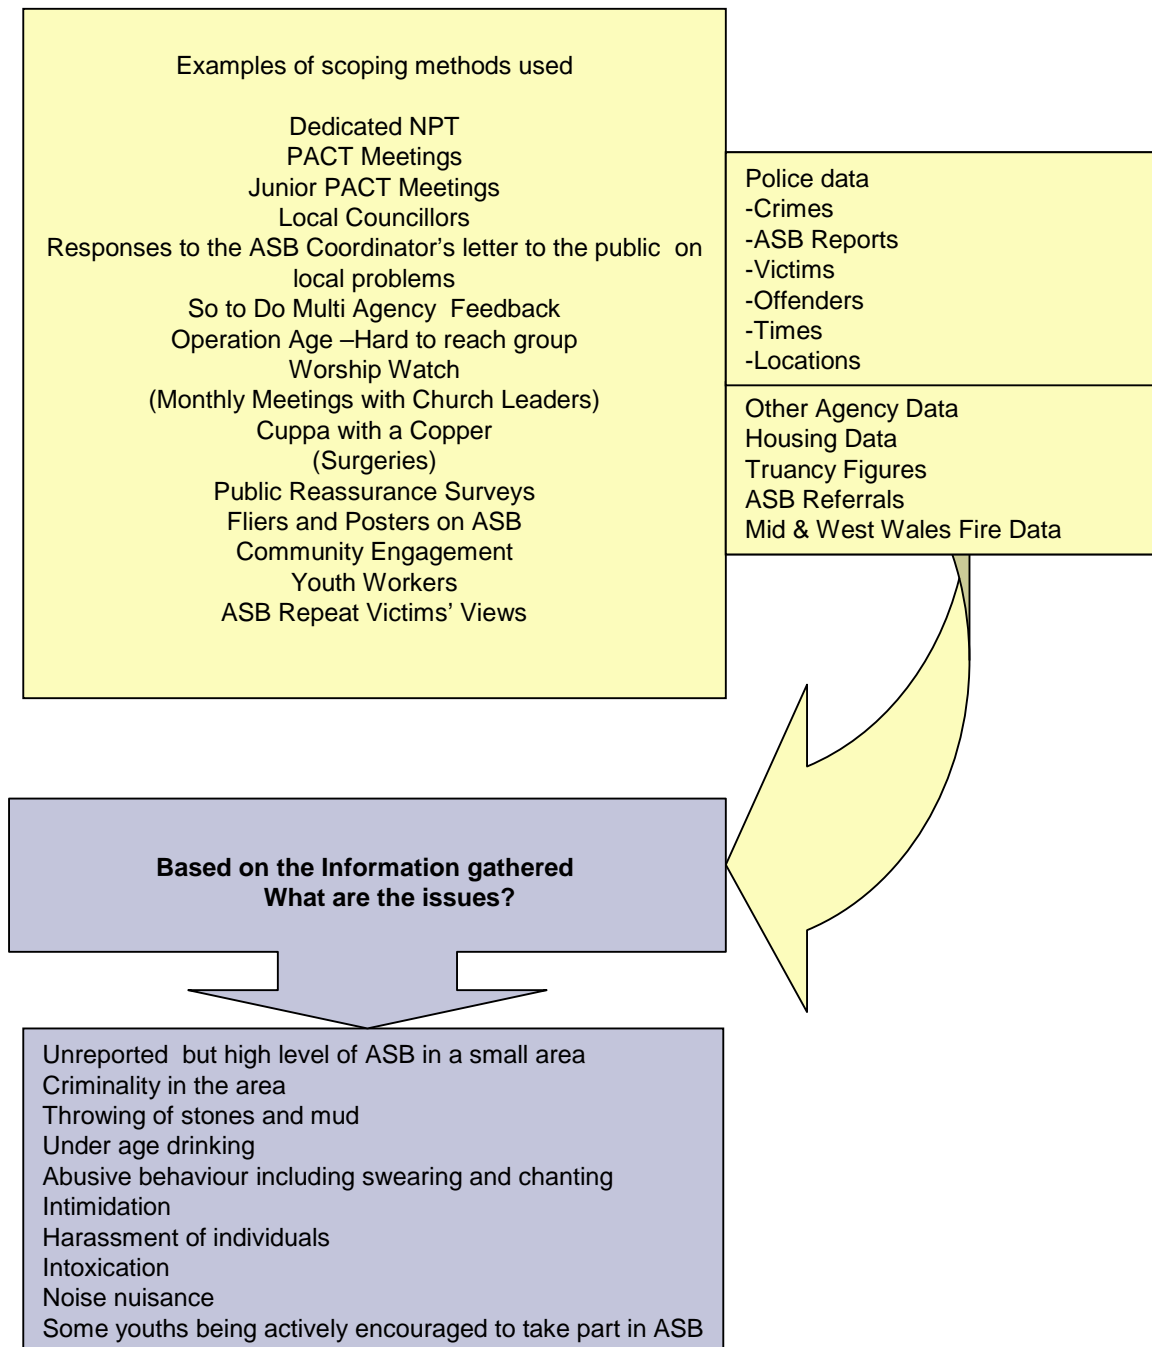 Examples of scoping methods used
Dedicated NPT
PACT Meetings
Junior PACT Meetings
Local Councillors
Responses to the ASB Coordinator's letter to the public on
local problems
So to Do Multi Agency Feedback
Operation Age –Hard to reach group
Worship Watch
(Monthly Meetings with Church Leaders)
Cuppa with a Copper
(Surgeries)
Public Reassurance Surveys
Fliers and Posters on ASB
Community Engagement
Youth Workers
ASB Repeat Victims' Views
Police data
-Crimes
-ASB Reports
-Victims
-Offenders
-Times
-Locations
Other Agency Data
Housing Data
Truancy Figures
ASB Referrals
Mid & West Wales Fire Data
Based on the Information gathered
What are the issues?
Unreported but high level of ASB in a small area
Criminality in the area
Throwing of stones and mud
Under age drinking
Abusive behaviour including swearing and chanting
Intimidation
Harassment of individuals
Intoxication
Noise nuisance
Some youths being actively encouraged to take part in ASB